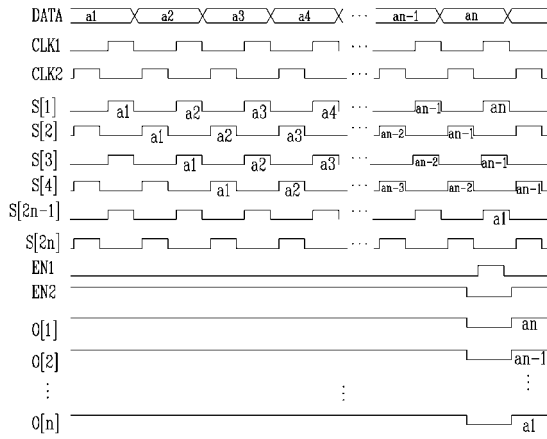 DATA a1 a2 a3 a4 ... an-1 an
CLK1
CLK2 ...
S[1] a1 a2 a3 a4 ... an-1 an
S[2] a1 a2 a3 an-2 an-1
S[3] a1 a2 a3 an-2 an-1
S[4] a1 a2 an-3 an-2 an-1
S[2n-1] a1
S[2n] ...
EN1
EN2
O[1] an
O[2] an-1
⋮ ⋮ ⋮
O[n] a1